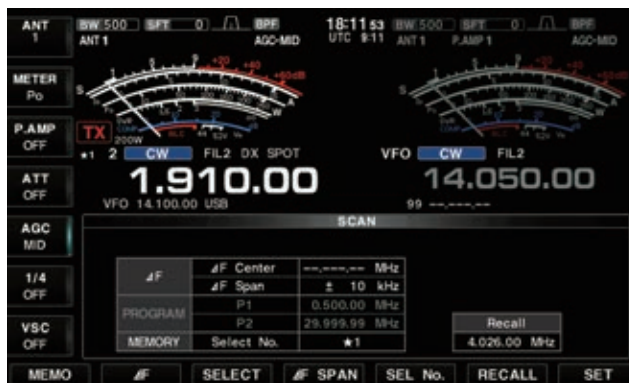 ANT 1 BW 500 SFT 0 BPF 18:11 53 BW 500 SFT 0 BPF
ANT 1 AGC-MID UTC 9:11 ANT 1 P.AMP 1 AGC-MID
METER Po
S +20 +40 +60dB
P.AMP OFF
TX 200W
★1 2 CW FIL2 DX SPOT VFO CW FIL2
ATT OFF
1.910.00 14.050.00
VFO 14.100.00 USB 99 --,---,--
AGC MID
SCAN
1/4 OFF
⊿F ⊿F Center --,---,-- MHz
⊿F Span ± 10 kHz
PROGRAM P1 0.500.00 MHz
P2 29.999.99 MHz
MEMORY Select No. ★1
Recall
4.026.00 MHz
VSC OFF
MEMO ⊿F SELECT ⊿F SPAN SEL No. RECALL SET